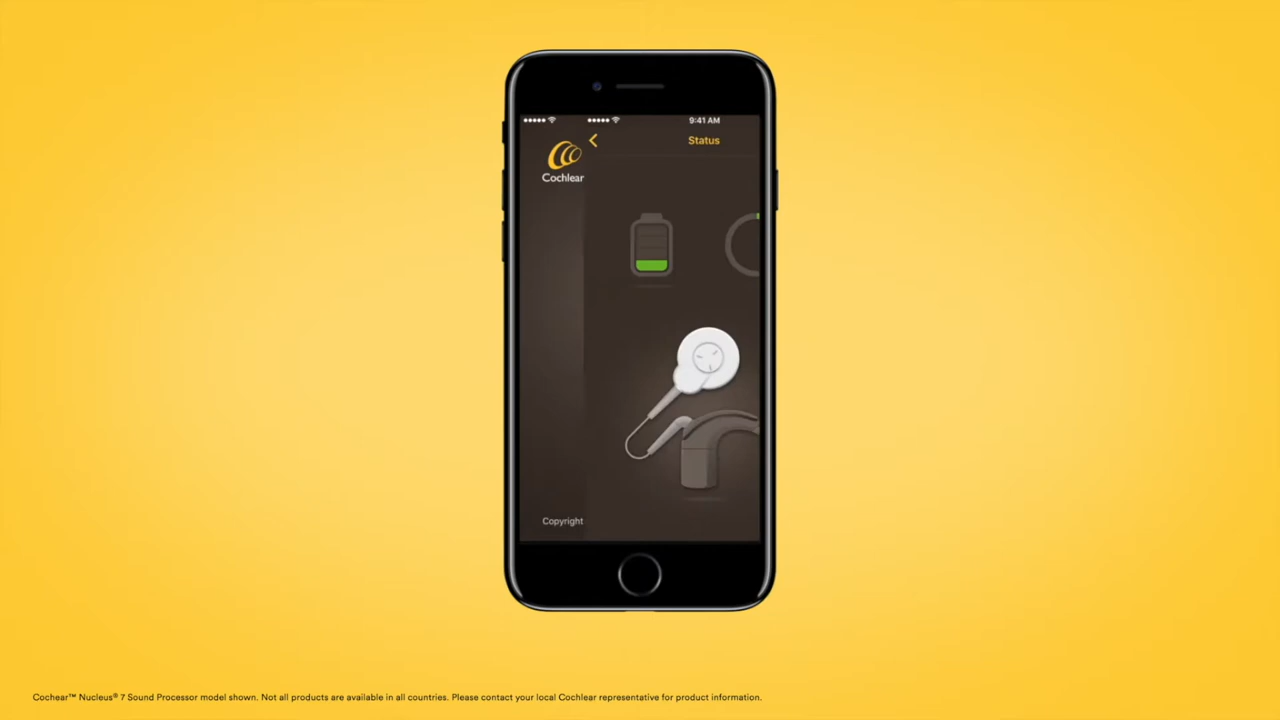 9:41 AM
Status
Cochlear
Copyright
Cochear™ Nucleus® 7 Sound Processor model shown. Not all products are available in all countries. Please contact your local Cochlear representative for product information.